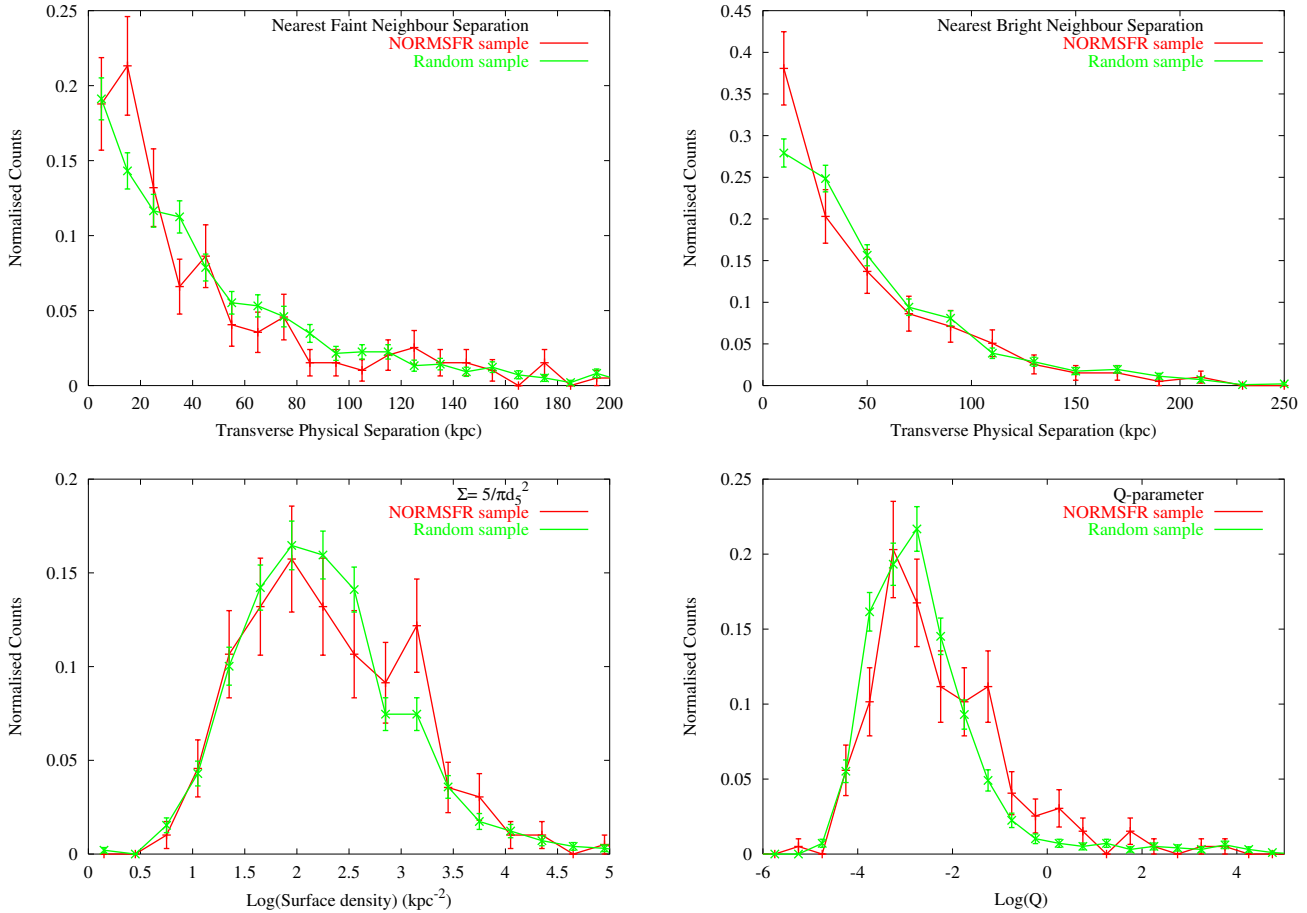 Nearest Faint Neighbour Separation
NORMSFR sample
Random sample
Normalised Counts
0.25
0.2
0.15
0.1
0.05
0
0 20 40 60 80 100 120 140 160 180 200
Transverse Physical Separation (kpc)
Nearest Bright Neighbour Separation
NORMSFR sample
Random sample
Normalised Counts
0.45
0.4
0.35
0.3
0.25
0.2
0.15
0.1
0.05
0
0 50 100 150 200 250
Transverse Physical Separation (kpc)
Σ= 5/πd₅²
NORMSFR sample
Random sample
Normalised Counts
0.2
0.15
0.1
0.05
0
0 0.5 1 1.5 2 2.5 3 3.5 4 4.5 5
Log(Surface density) (kpc⁻²)
Q-parameter
NORMSFR sample
Random sample
Normalised Counts
0.25
0.2
0.15
0.1
0.05
0
-6 -4 -2 0 2 4
Log(Q)